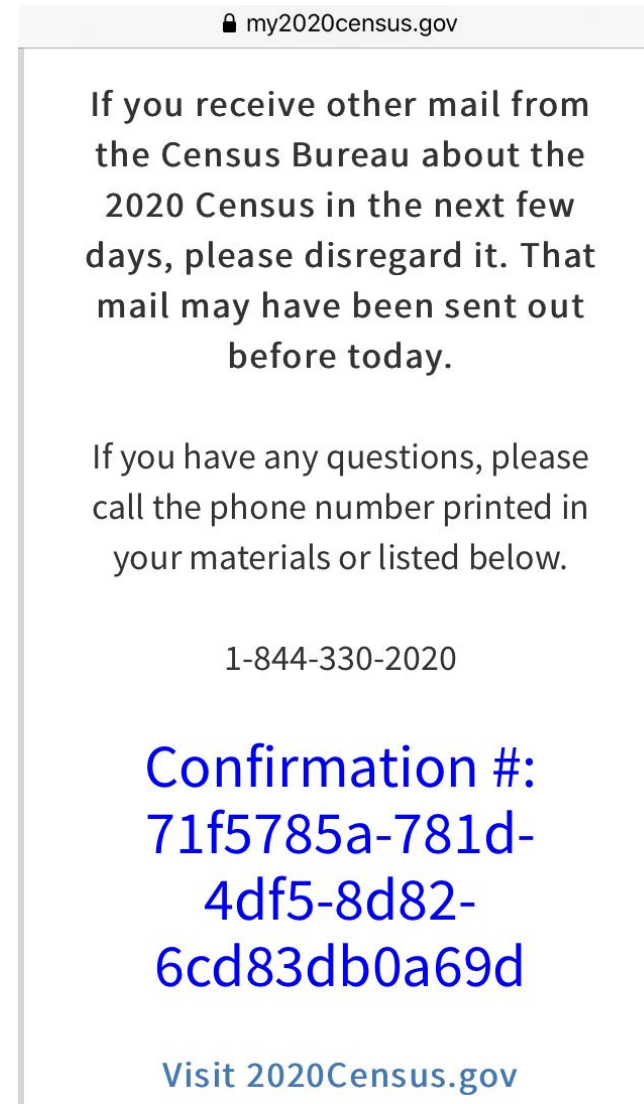 my2020census.gov
If you receive other mail from
the Census Bureau about the
2020 Census in the next few
days, please disregard it. That
mail may have been sent out
before today.
If you have any questions, please
call the phone number printed in
your materials or listed below.
1-844-330-2020
Confirmation #:
71f5785a-781d-
4df5-8d82-
6cd83db0a69d
Visit 2020Census.gov